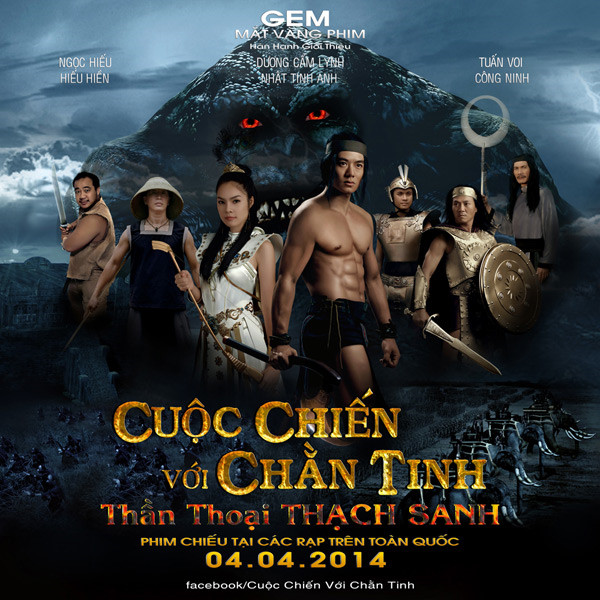 GEM
MẮT VÀNG PHIM
Hân Hạnh Giới Thiệu
NGỌC HIẾU
HIẾU HIỀN
DƯƠNG CẨM LYNH
NHẬT TINH ANH
TUẤN VOI
CÔNG NINH
CUỘC CHIẾN
VỚI CHẰN TINH
Thần Thoại THẠCH SANH
PHIM CHIẾU TẠI CÁC RẠP TRÊN TOÀN QUỐC
04.04.2014
facebook/Cuộc Chiến Với Chằn Tinh